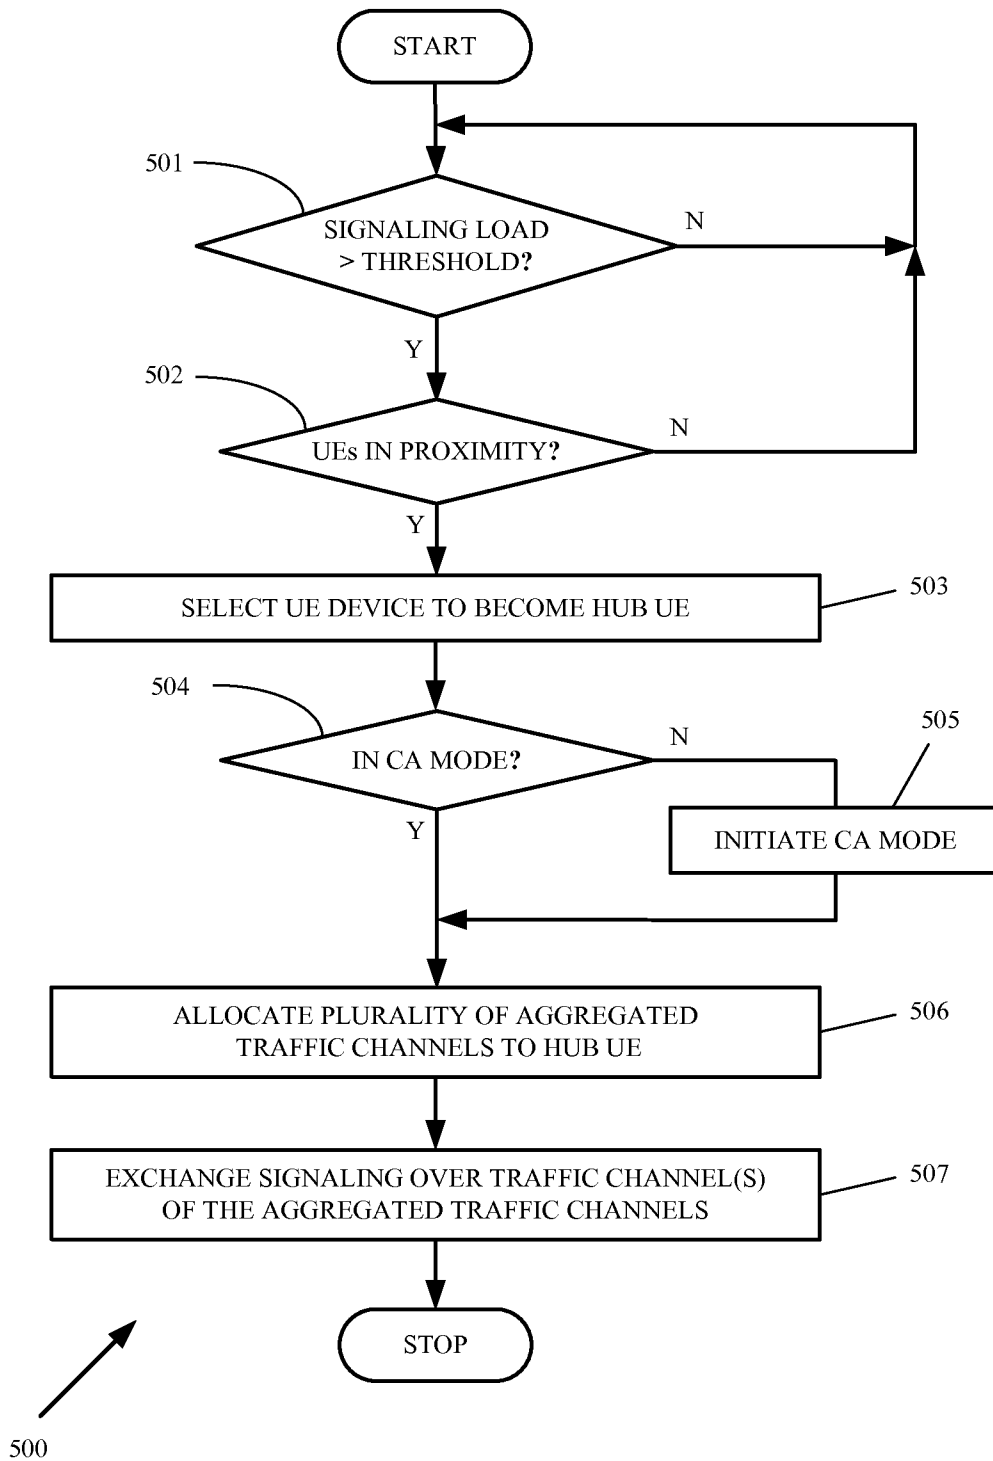 START
501
SIGNALING LOAD
> THRESHOLD?
N
Y
502
UEs IN PROXIMITY?
N
Y
SELECT UE DEVICE TO BECOME HUB UE
503
504
IN CA MODE?
N
505
Y
INITIATE CA MODE
ALLOCATE PLURALITY OF AGGREGATED
TRAFFIC CHANNELS TO HUB UE
506
EXCHANGE SIGNALING OVER TRAFFIC CHANNEL(S)
OF THE AGGREGATED TRAFFIC CHANNELS
507
STOP
500